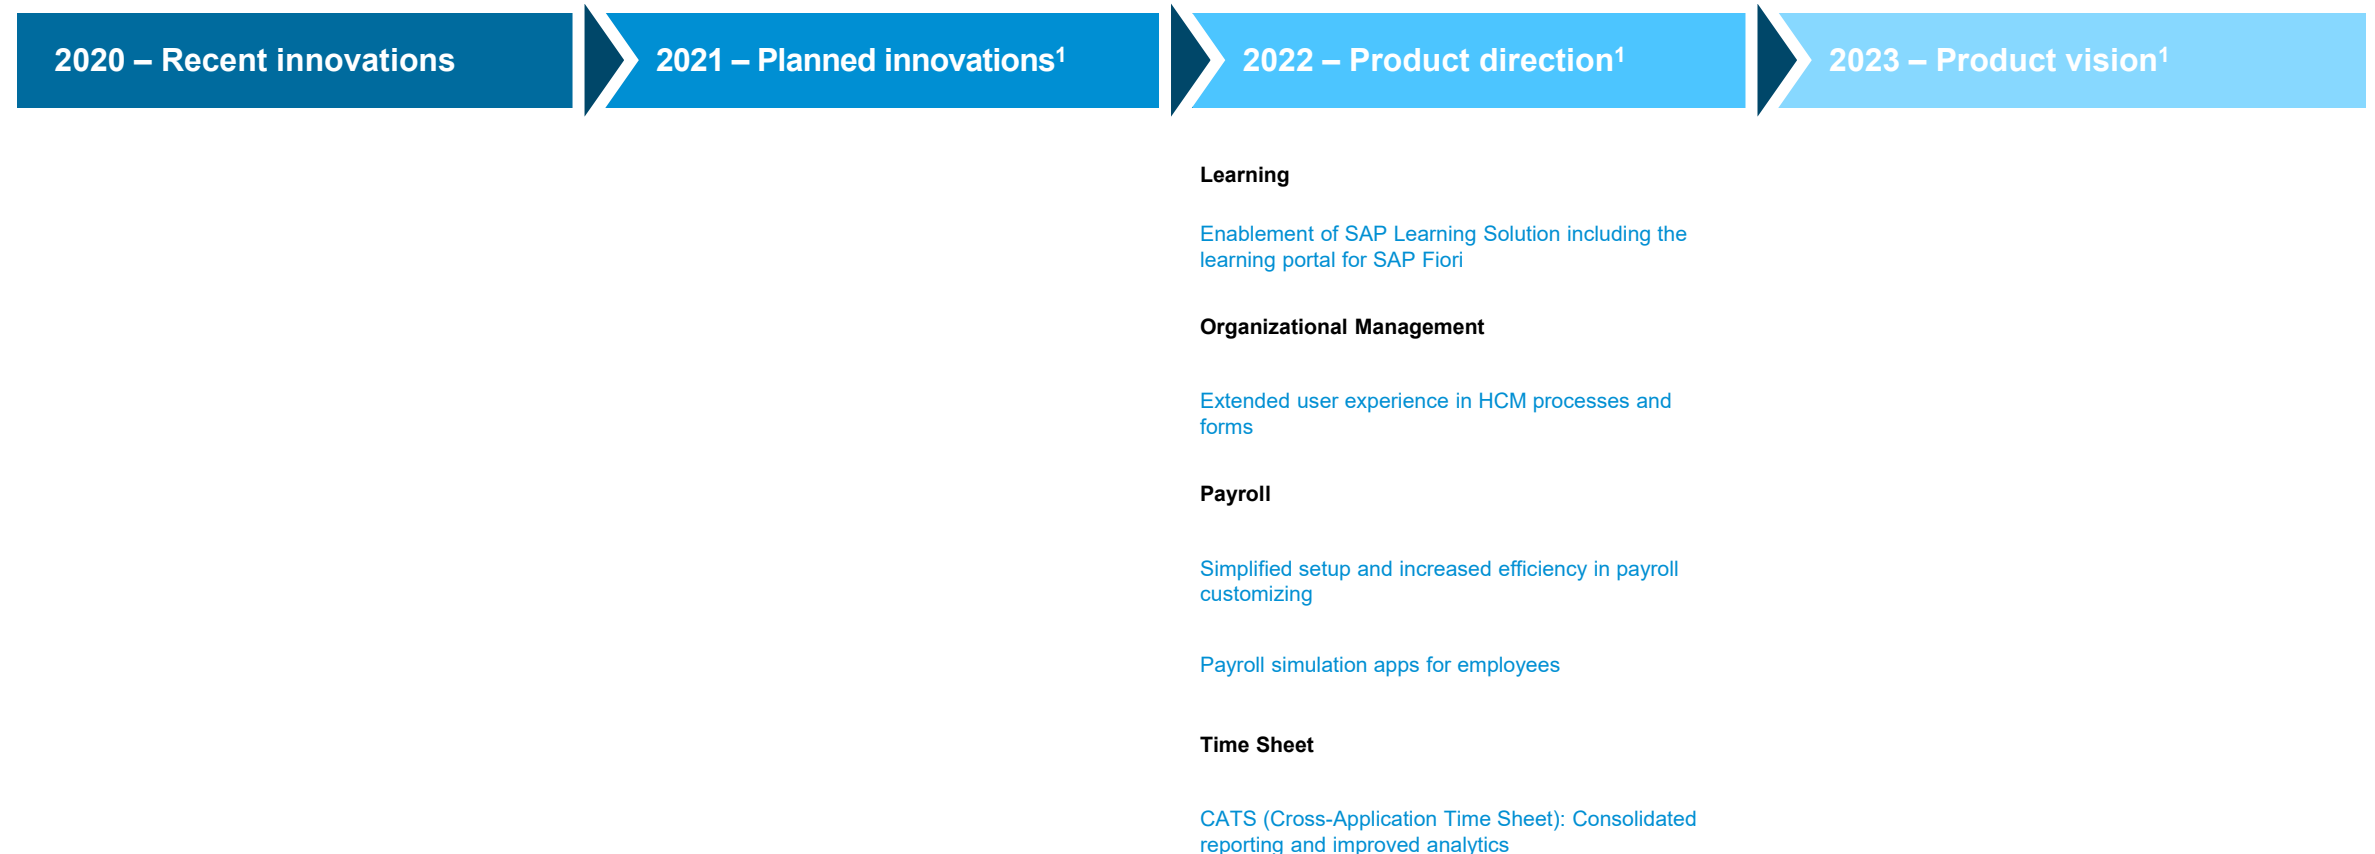 2020 – Recent innovations
2021 – Planned innovations¹
2022 – Product direction¹
2023 – Product vision¹
Learning
Enablement of SAP Learning Solution including the
learning portal for SAP Fiori
Organizational Management
Extended user experience in HCM processes and
forms
Payroll
Simplified setup and increased efficiency in payroll
customizing
Payroll simulation apps for employees
Time Sheet
CATS (Cross-Application Time Sheet): Consolidated
reporting and improved analytics